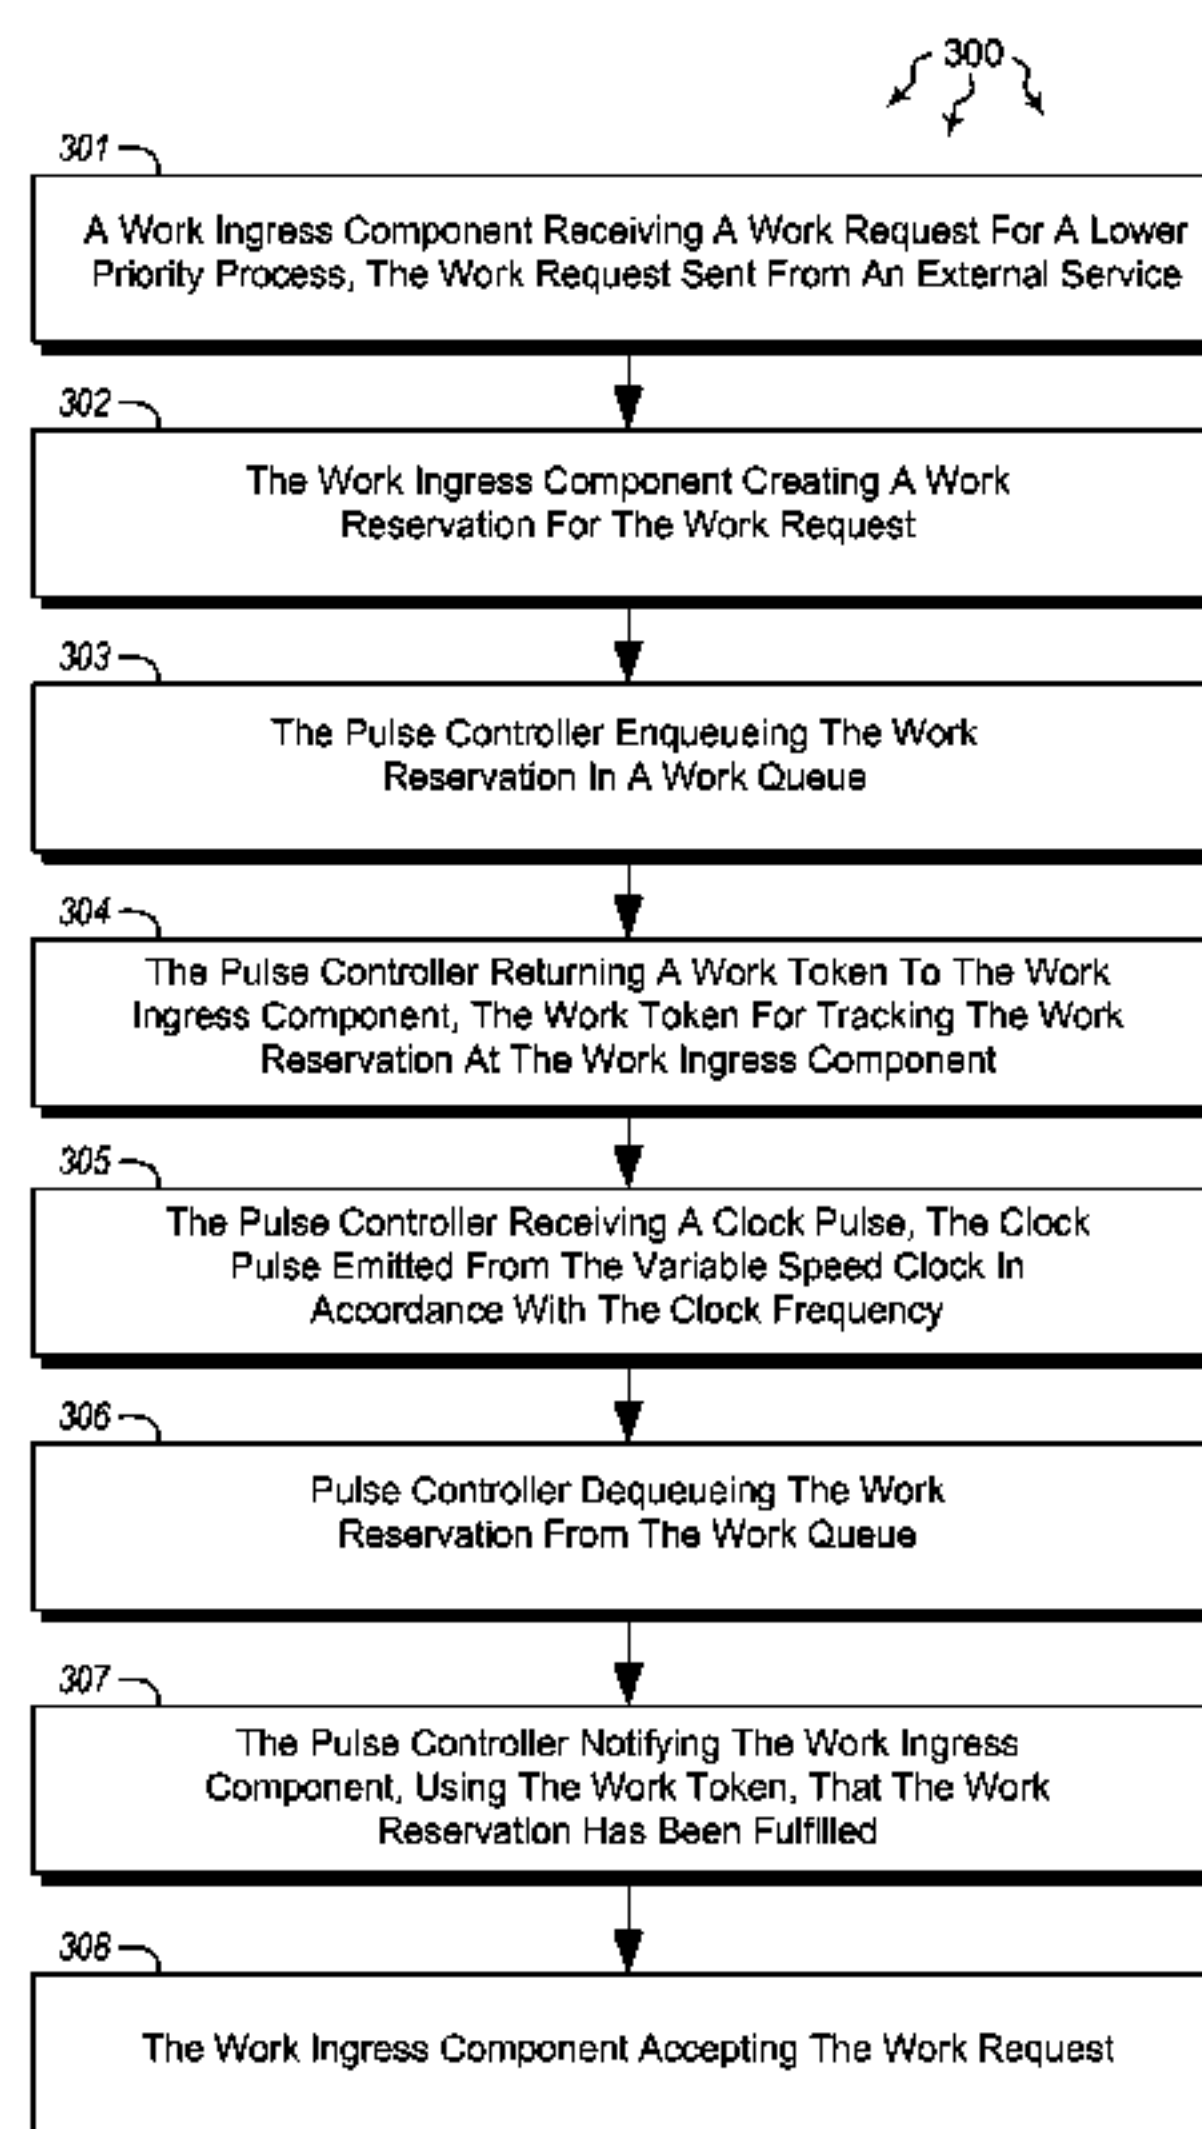 300
301
A Work Ingress Component Receiving A Work Request For A Lower
Priority Process, The Work Request Sent From An External Service
302
The Work Ingress Component Creating A Work
Reservation For The Work Request
303
The Pulse Controller Enqueueing The Work
Reservation In A Work Queue
304
The Pulse Controller Returning A Work Token To The Work
Ingress Component, The Work Token For Tracking The Work
Reservation At The Work Ingress Component
305
The Pulse Controller Receiving A Clock Pulse, The Clock
Pulse Emitted From The Variable Speed Clock In
Accordance With The Clock Frequency
306
Pulse Controller Dequeueing The Work
Reservation From The Work Queue
307
The Pulse Controller Notifying The Work Ingress
Component, Using The Work Token, That The Work
Reservation Has Been Fulfilled
308
The Work Ingress Component Accepting The Work Request